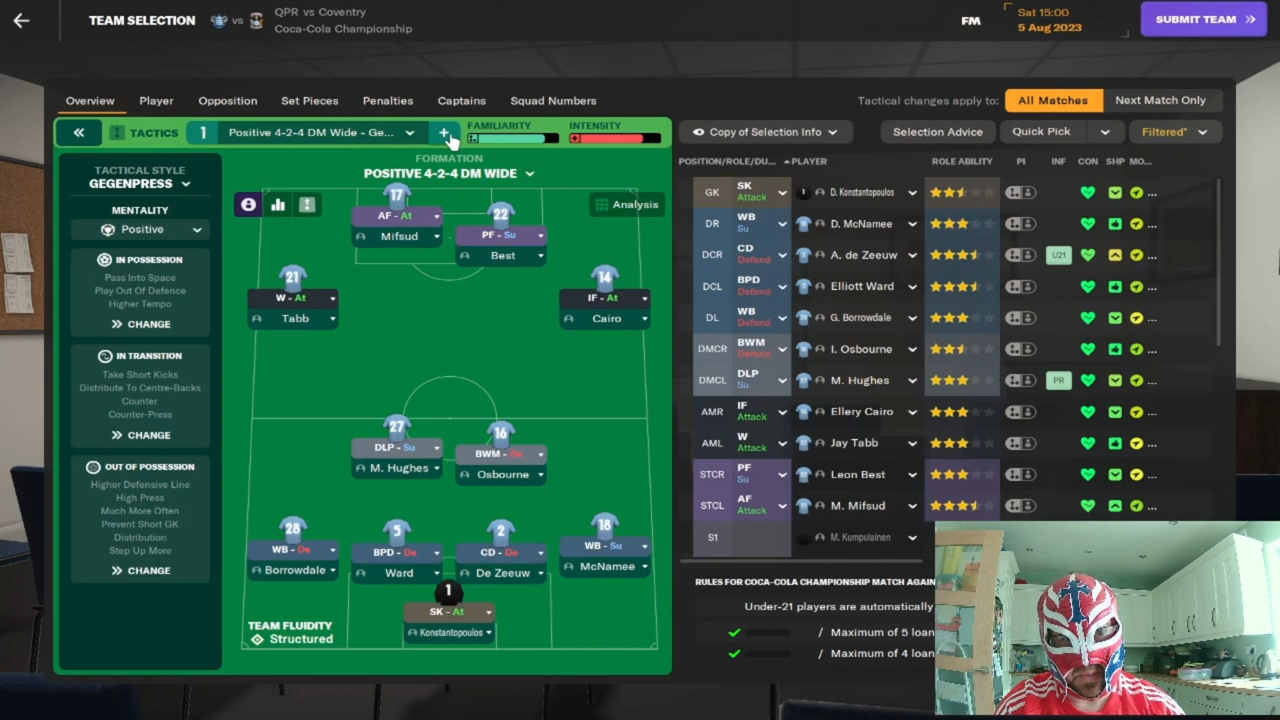 TEAM SELECTION
vs
QPR vs Coventry
Coca-Cola Championship
FM
Sat 15:00
5 Aug 2023
SUBMIT TEAM
Overview
Player
Opposition
Set Pieces
Penalties
Captains
Squad Numbers
Tactical changes apply to:
All Matches
Next Match Only
TACTICS
1
Positive 4-2-4 DM Wide - Ge...
FAMILIARITY
INTENSITY
Copy of Selection Info
Selection Advice
Quick Pick
Filtered*
TACTICAL STYLE
GEGENPRESS
MENTALITY
Positive
IN POSSESSION
Pass Into Space
Play Out Of Defence
Higher Tempo
CHANGE
IN TRANSITION
Take Short Kicks
Distribute To Centre-Backs
Counter
Counter-Press
CHANGE
OUT OF POSSESSION
Higher Defensive Line
High Press
Much More Often
Prevent Short GK
Distribution
Step Up More
CHANGE
FORMATION
POSITIVE 4-2-4 DM WIDE
Analysis
17
AF - At
Mifsud
22
PF - Su
Best
21
W - At
Tabb
14
IF - At
Cairo
27
DLP - Su
M. Hughes
16
BWM - De
Osbourne
28
WB - De
Borrowdale
5
BPD - De
Ward
2
CD - De
De Zeeuw
18
WB - Su
McNamee
1
SK - At
Konstantopoulos
TEAM FLUIDITY
Structured
POSITION/ROLE/DU... PLAYER ROLE ABILITY PI INF CON SHP MO...
GK SK Attack 1 D. Konstantopoulos ...
DR WB Su D. McNamee ...
DCR CD Defend A. de Zeeuw U21 ...
DCL BPD Defend Elliott Ward ...
DL WB Defend G. Borrowdale ...
DMCR BWM Defend I. Osbourne ...
DMCL DLP Su M. Hughes PR ...
AMR IF Attack Ellery Cairo ...
AML W Attack Jay Tabb ...
STCR PF Su Leon Best ...
STCL AF Attack M. Mifsud ...
S1 M. Kumpulainen
RULES FOR COCA-COLA CHAMPIONSHIP MATCH AGAIN
Under-21 players are automatically
/ Maximum of 5 loan
/ Maximum of 4 loan